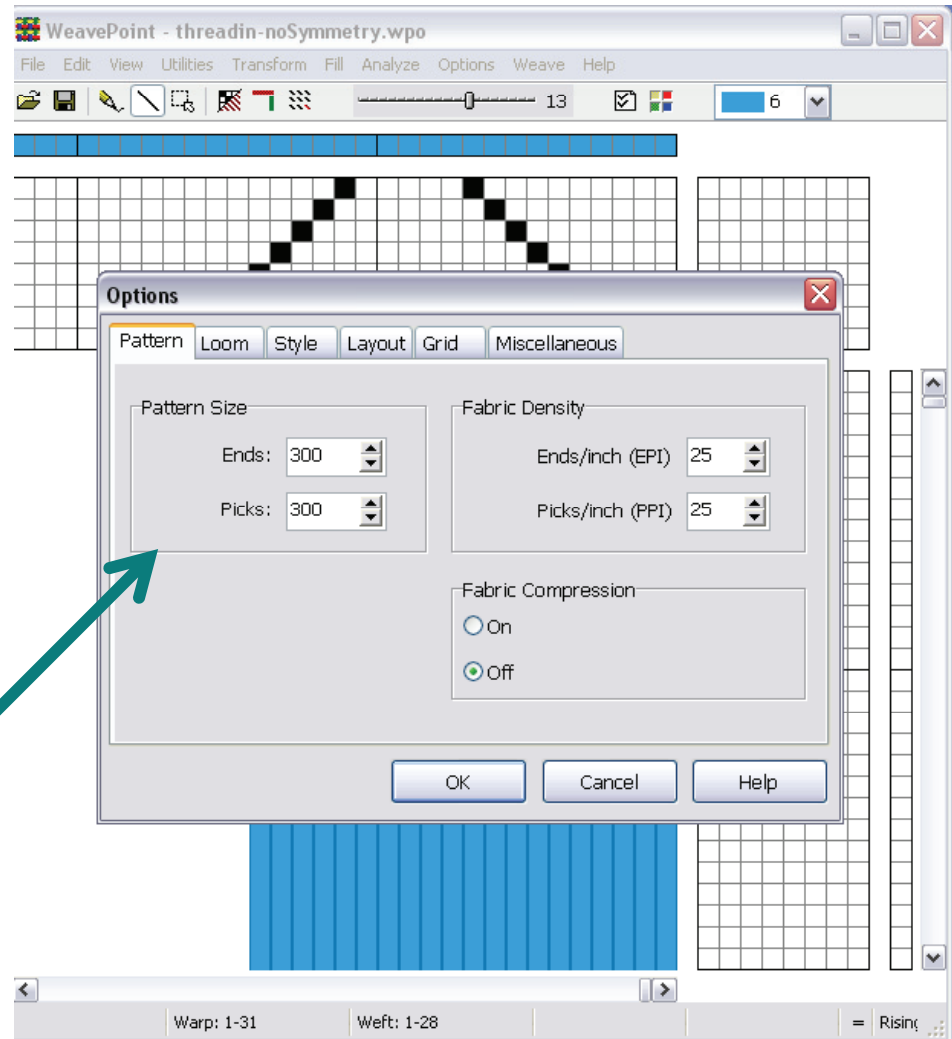 WeavePoint - threadin-noSymmetry.wpo
File Edit View Utilities Transform Fill Analyze Options Weave Help
13 6
Options
Pattern Loom Style Layout Grid Miscellaneous
Pattern Size Fabric Density
Ends: 300 Ends/inch (EPI) 25
Picks: 300 Picks/inch (PPI) 25
Fabric Compression
On
Off
OK Cancel Help
Warp: 1-31 Weft: 1-28 = Rising